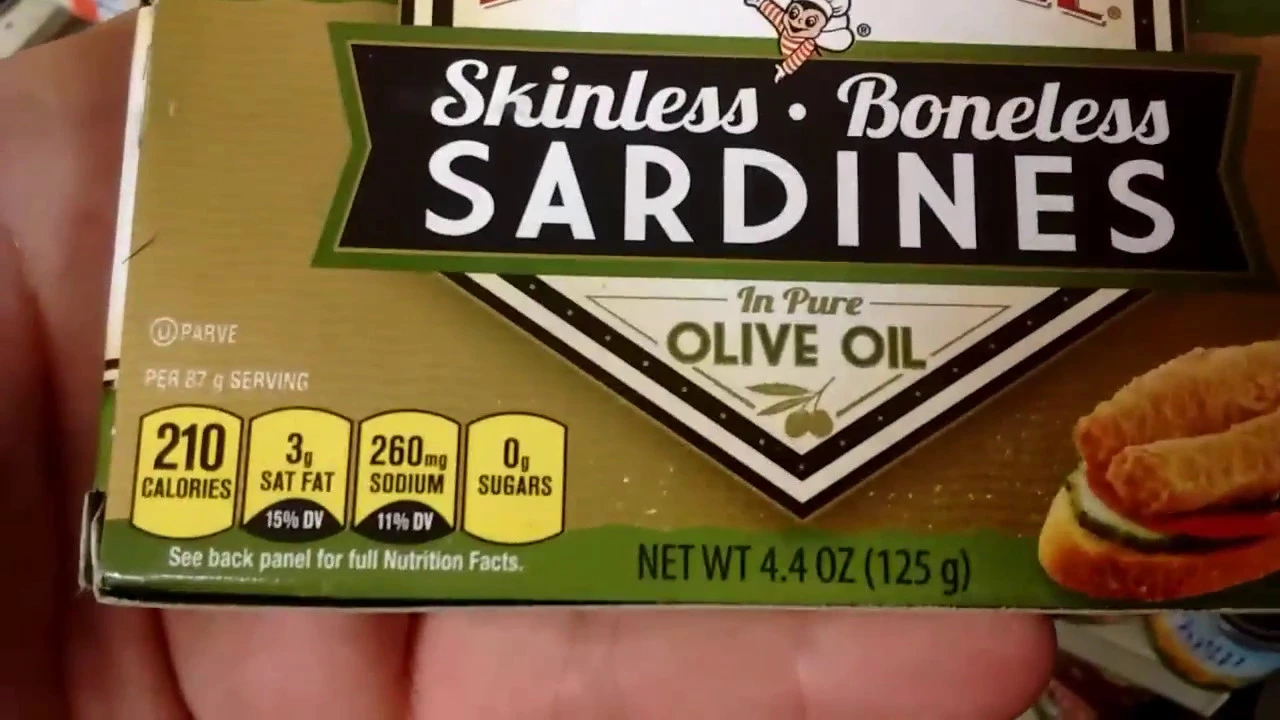 ®
®
Skinless • Boneless
SARDINES
In Pure
OLIVE OIL
Ⓤ PARVE
PER 87 g SERVING
210
CALORIES
3g
SAT FAT
15% DV
260mg
SODIUM
11% DV
0g
SUGARS
See back panel for full Nutrition Facts.
NET WT 4.4 OZ (125 g)